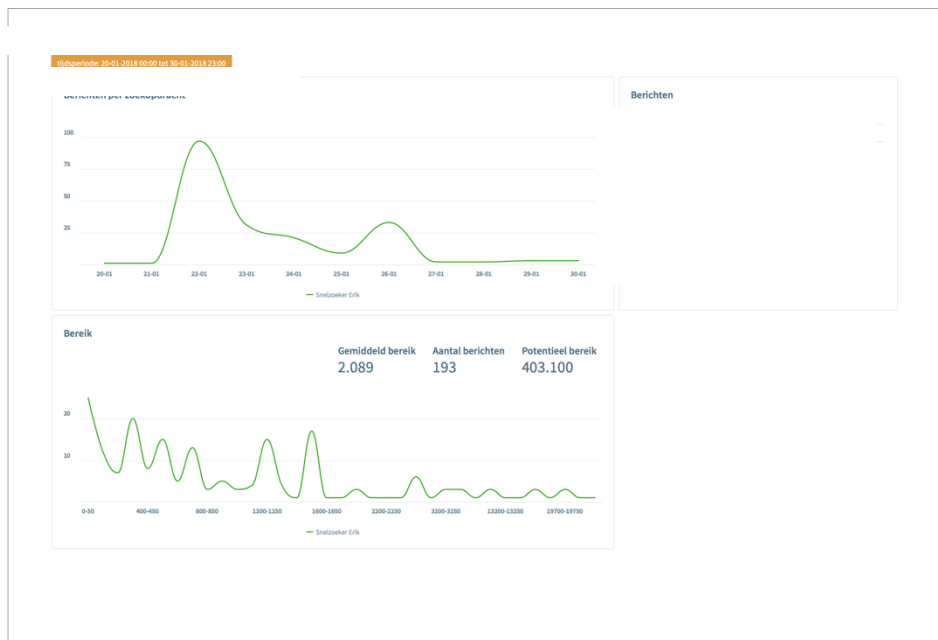 tijdsperiode: 20-01-2018 00:00 tot 30-01-2018 23:00
Berichten per zoekopdracht
100
75
50
25
20-01 21-01 22-01 23-01 24-01 25-01 26-01 27-01 28-01 29-01 30-01
Snelzoeker Erik
Berichten
Bereik
Gemiddeld bereik Aantal berichten Potentieel bereik
2.089 193 403.100
20
10
0-50 400-450 800-850 1200-1250 1600-1650 2200-2250 3200-3250 13200-13250 19700-19750
Snelzoeker Erik